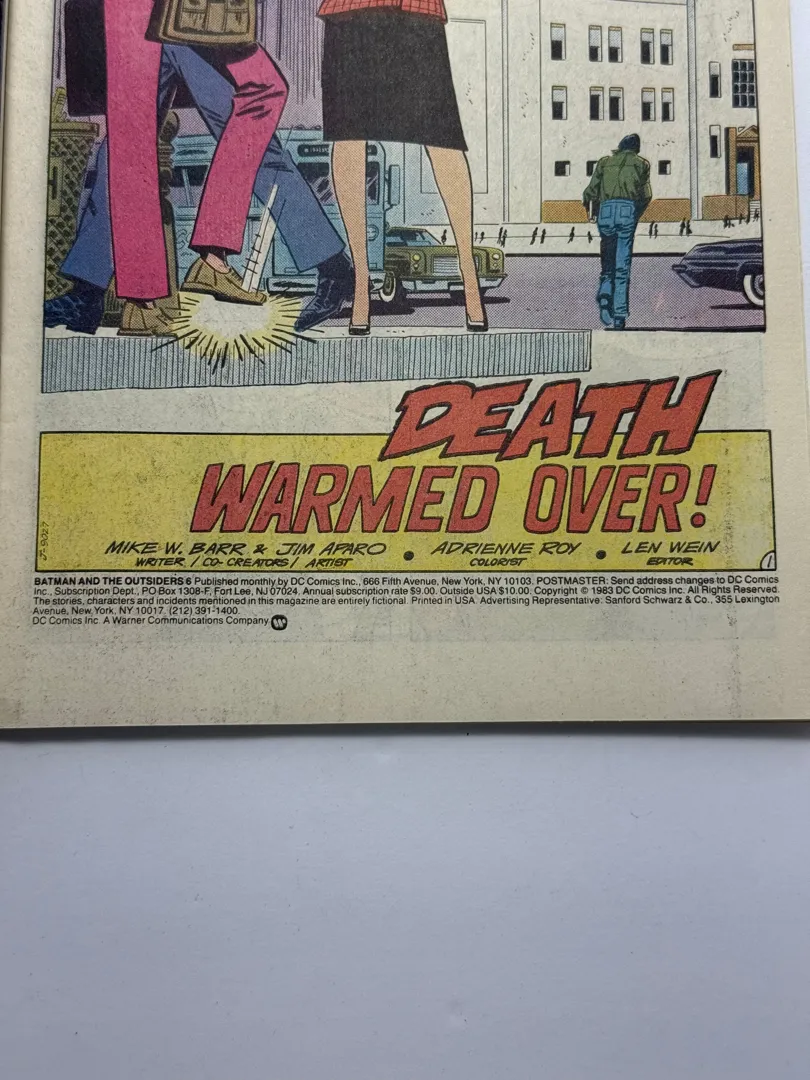 DEATH
WARMED OVER!
MIKE W. BARR & JIM APARO • ADRIENNE ROY • LEN WEIN
WRITER / CO-CREATORS / ARTIST COLORIST EDITOR
J-9027
1
BATMAN AND THE OUTSIDERS 6 Published monthly by DC Comics Inc., 666 Fifth Avenue, New York, NY 10103. POSTMASTER: Send address changes to DC Comics
Inc., Subscription Dept., PO Box 1308-F, Fort Lee, NJ 07024. Annual subscription rate $9.00. Outside USA $10.00. Copyright © 1983 DC Comics Inc. All Rights Reserved.
The stories, characters and incidents mentioned in this magazine are entirely fictional. Printed in USA. Advertising Representative: Sanford Schwarz & Co., 355 Lexington
Avenue, New York, NY 10017. (212) 391-1400.
DC Comics Inc. A Warner Communications Company